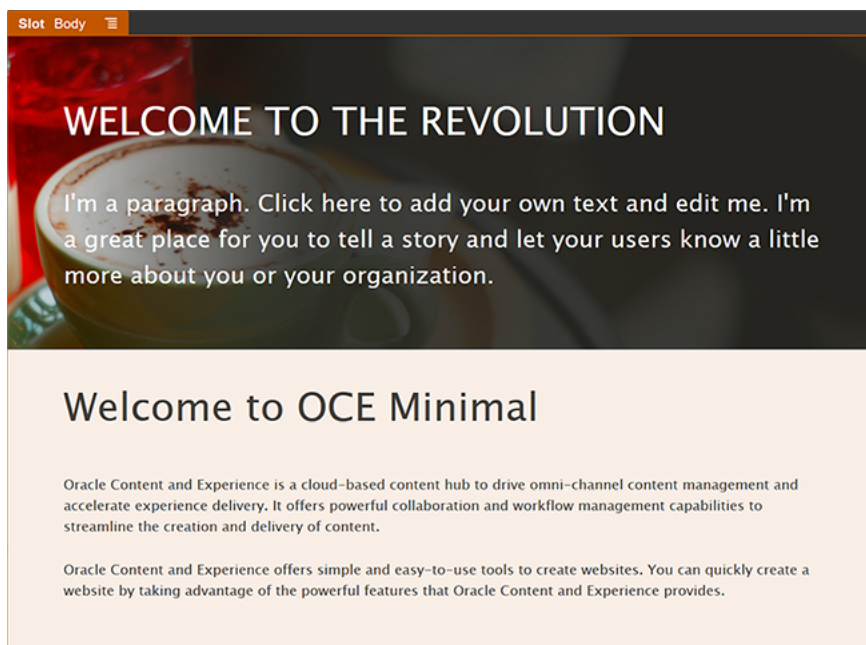 Slot Body
WELCOME TO THE REVOLUTION
I'm a paragraph. Click here to add your own text and edit me. I'm
a great place for you to tell a story and let your users know a little
more about you or your organization.
Welcome to OCE Minimal
Oracle Content and Experience is a cloud-based content hub to drive omni-channel content management and
accelerate experience delivery. It offers powerful collaboration and workflow management capabilities to
streamline the creation and delivery of content.
Oracle Content and Experience offers simple and easy-to-use tools to create websites. You can quickly create a
website by taking advantage of the powerful features that Oracle Content and Experience provides.